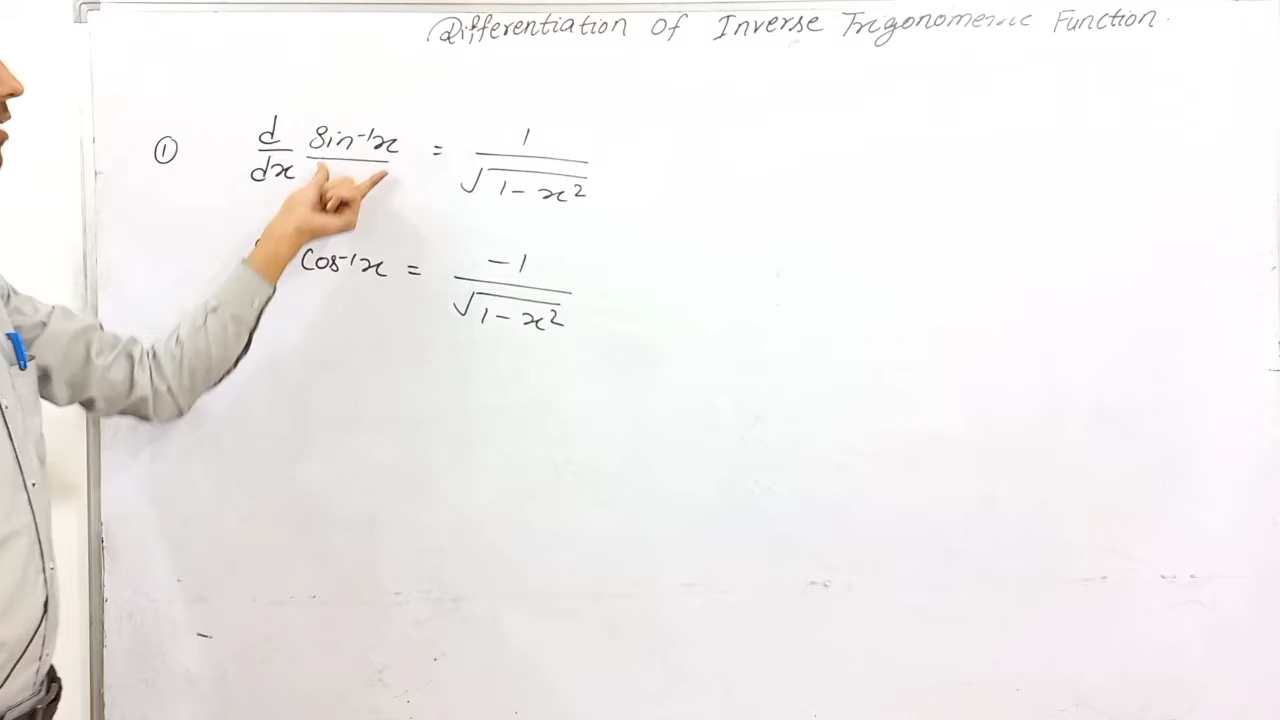 Differentiation Of Inverse Trigonometric Function.
① d/dx Sin⁻¹x = 1/√(1-x²)
Cos⁻¹x = -1/√(1-x²)